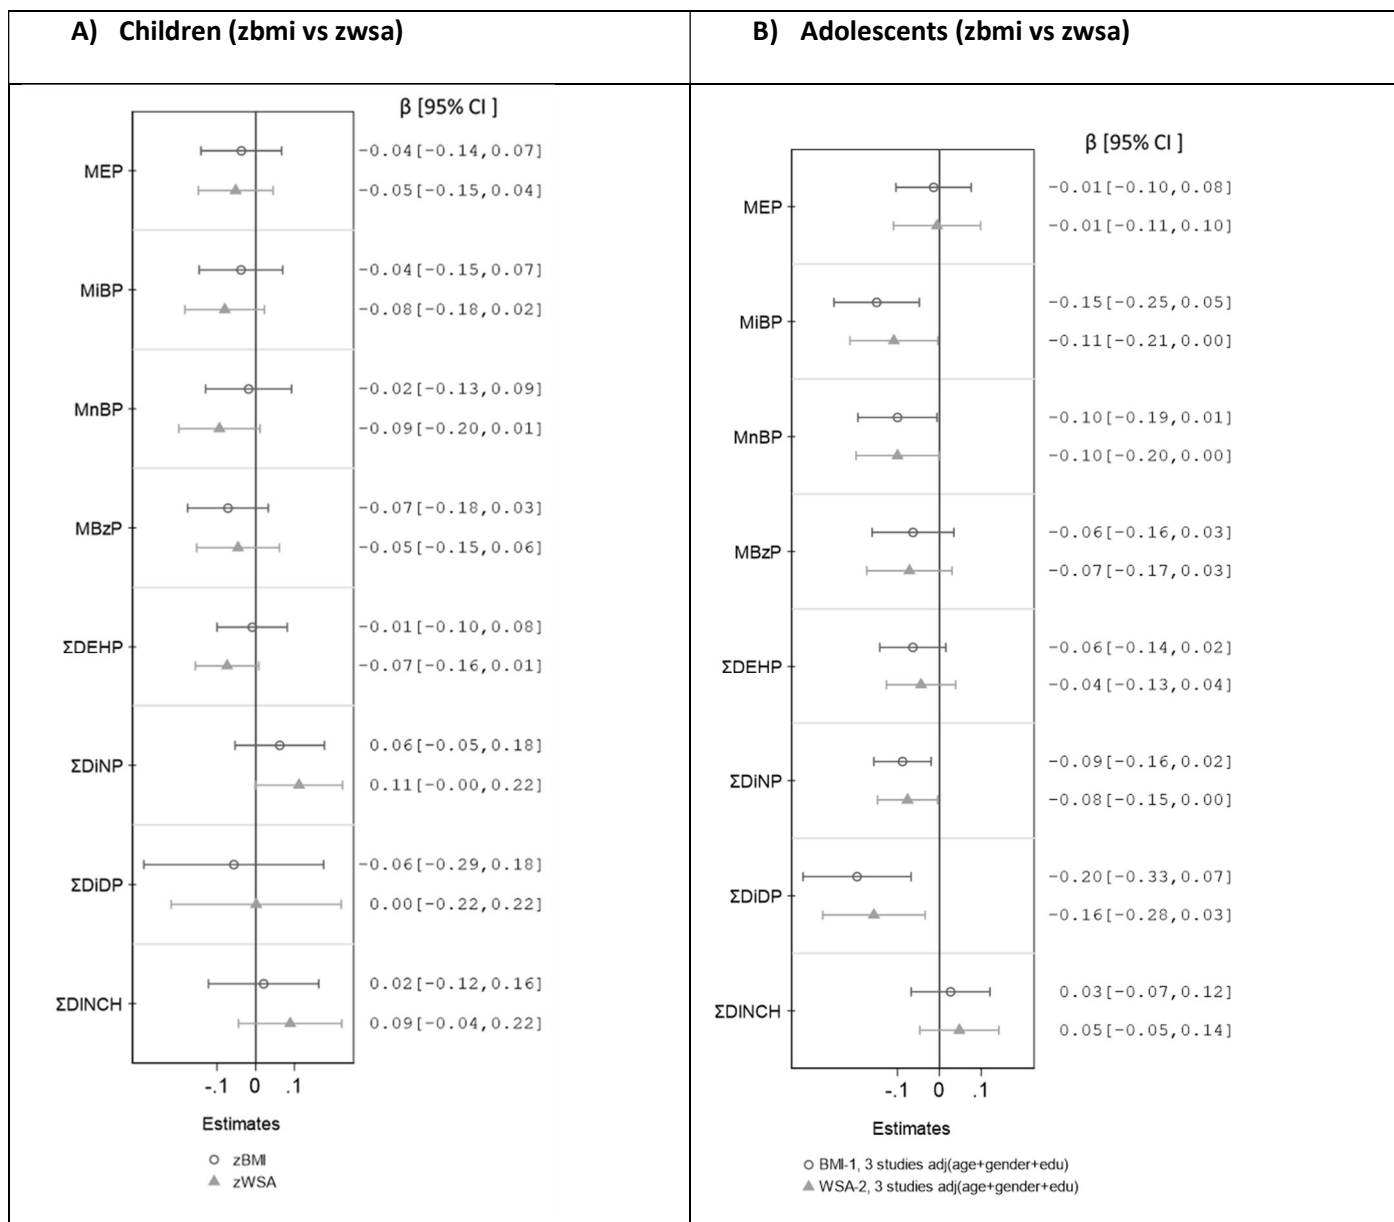 A) Children (zbmi vs zwsa)
β [95% CI ]
MEP
-0.04[-0.14,0.07]
-0.05[-0.15,0.04]
MiBP
-0.04[-0.15,0.07]
-0.08[-0.18,0.02]
MnBP
-0.02[-0.13,0.09]
-0.09[-0.20,0.01]
MBzP
-0.07[-0.18,0.03]
-0.05[-0.15,0.06]
ΣDEHP
-0.01[-0.10,0.08]
-0.07[-0.16,0.01]
ΣDiNP
0.06[-0.05,0.18]
0.11[-0.00,0.22]
ΣDiDP
-0.06[-0.29,0.18]
0.00[-0.22,0.22]
ΣDINCH
0.02[-0.12,0.16]
0.09[-0.04,0.22]
-.1 0 .1
Estimates
zBMI
zWSA
B) Adolescents (zbmi vs zwsa)
β [95% CI ]
MEP
-0.01[-0.10,0.08]
-0.01[-0.11,0.10]
MiBP
-0.15[-0.25,0.05]
-0.11[-0.21,0.00]
MnBP
-0.10[-0.19,0.01]
-0.10[-0.20,0.00]
MBzP
-0.06[-0.16,0.03]
-0.07[-0.17,0.03]
ΣDEHP
-0.06[-0.14,0.02]
-0.04[-0.13,0.04]
ΣDiNP
-0.09[-0.16,0.02]
-0.08[-0.15,0.00]
ΣDiDP
-0.20[-0.33,0.07]
-0.16[-0.28,0.03]
ΣDINCH
0.03[-0.07,0.12]
0.05[-0.05,0.14]
-.1 0 .1
Estimates
BMI-1, 3 studies adj(age+gender+edu)
WSA-2, 3 studies adj(age+gender+edu)